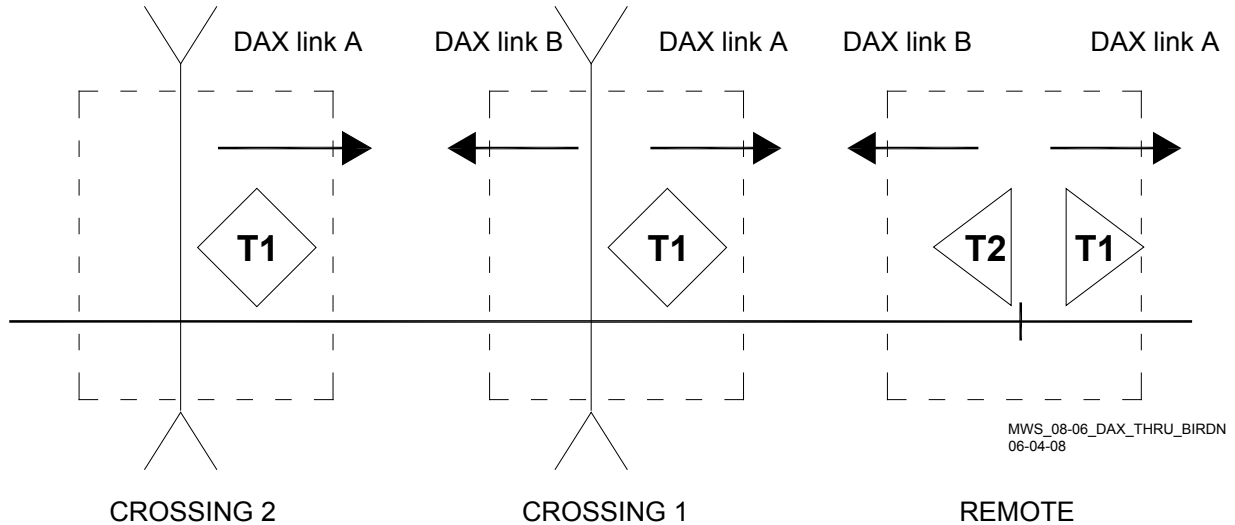 DAX link A DAX link B DAX link A DAX link B DAX link A
T1 T1 T2 T1
MWS_08-06_DAX_THRU_BIRDN
06-04-08
CROSSING 2 CROSSING 1 REMOTE